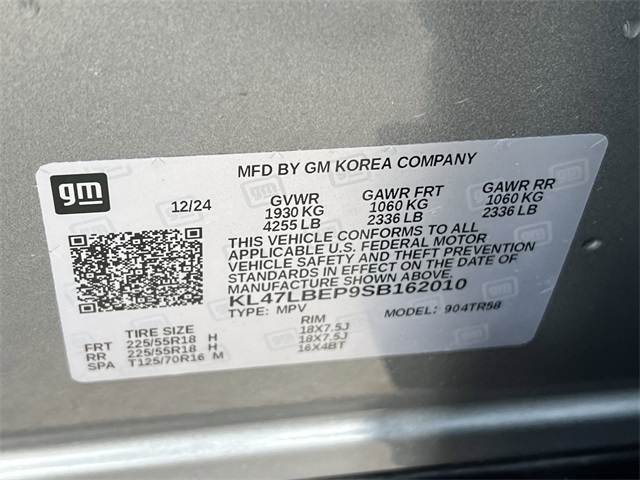 MFD BY GM KOREA COMPANY
gm
12/24 GVWR GAWR FRT GAWR RR
1930 KG 1060 KG 1060 KG
4255 LB 2336 LB 2336 LB
THIS VEHICLE CONFORMS TO ALL
APPLICABLE U.S. FEDERAL MOTOR
VEHICLE SAFETY AND THEFT PREVENTION
STANDARDS IN EFFECT ON THE DATE OF
MANUFACTURE SHOWN ABOVE.
KL47LBEP9SB162010
TYPE: MPV MODEL: 904TR58
TIRE SIZE RIM
FRT 225/55R18 H 18X7.5J
RR 225/55R18 H 18X7.5J
SPA T125/70R16 M 16X4BT